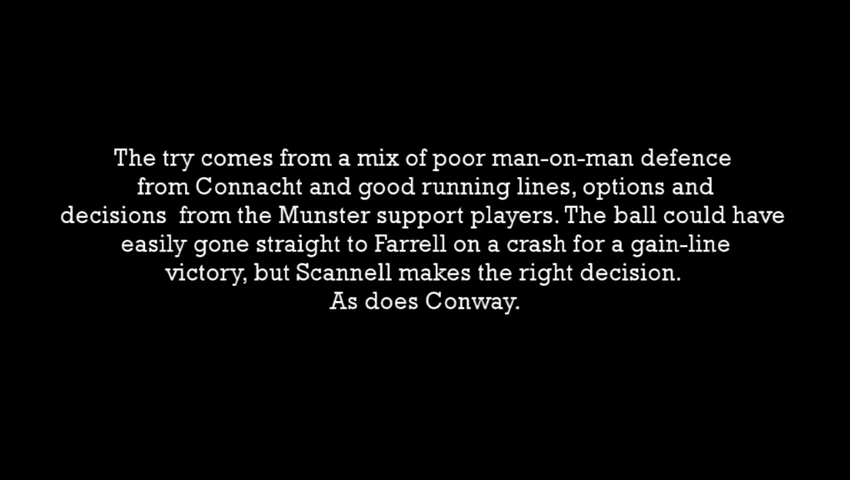 The try comes from a mix of poor man-on-man defence
from Connacht and good running lines, options and
decisions  from the Munster support players. The ball could have
easily gone straight to Farrell on a crash for a gain-line
victory, but Scannell makes the right decision.
As does Conway.